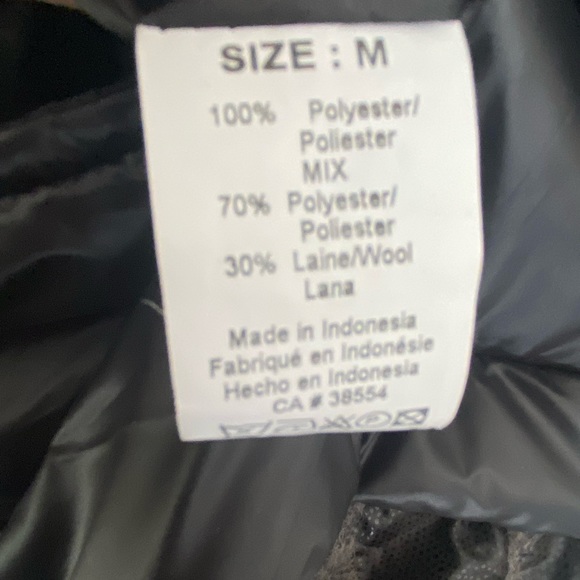 SIZE : M
100% Polyester/
Poliester
MIX
70% Polyester/
Poliester
30% Laine/Wool
Lana
Made in Indonesia
Fabriqué en Indonésie
Hecho en Indonesia
CA # 38554